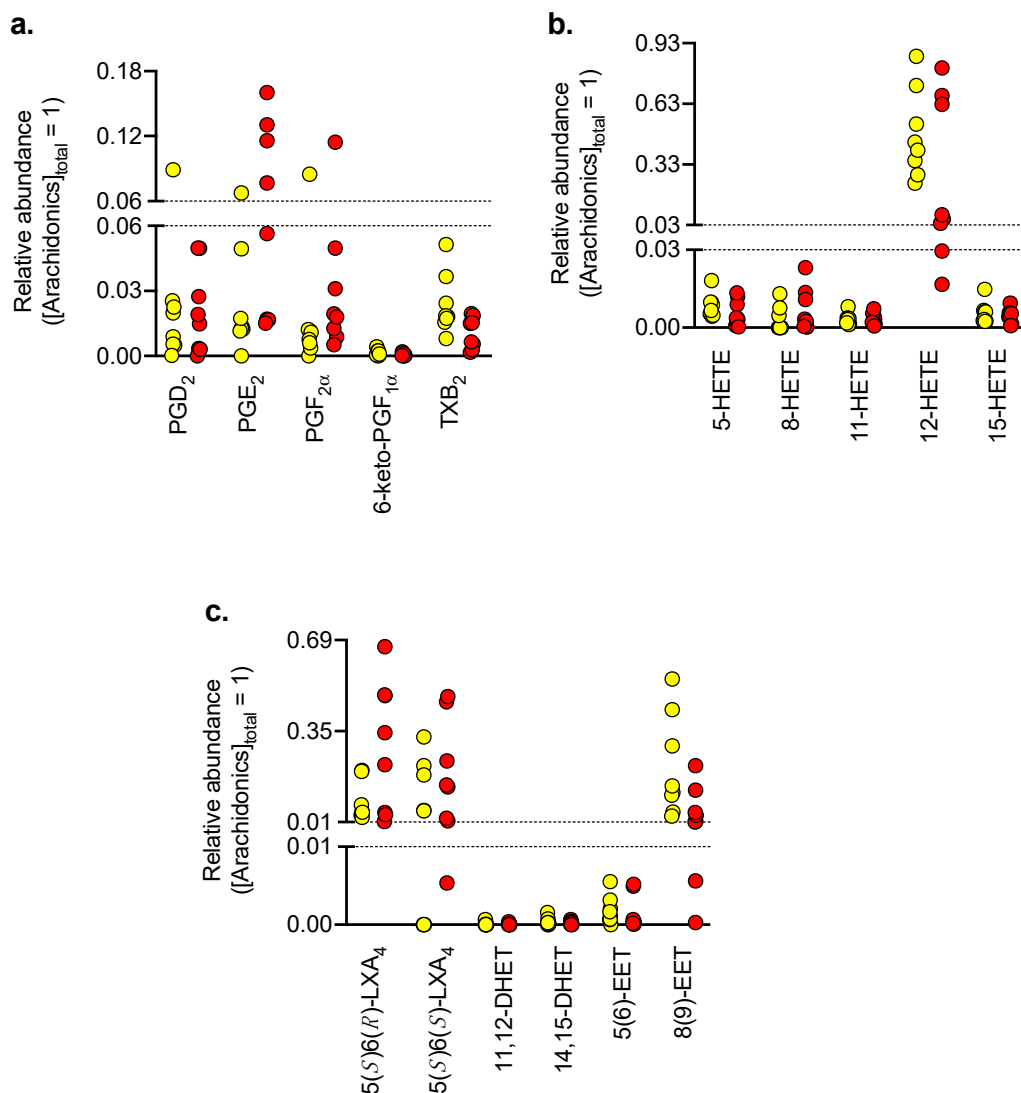 a.
Relative abundance
([Arachidonics]total = 1)
0.18
0.12
0.06
0.06
0.03
0.00
PGD2
PGE2
PGF2α
6-keto-PGF1α
TXB2
b.
Relative abundance
([Arachidonics]total = 1)
0.93
0.63
0.33
0.03
0.03
0.00
5-HETE
8-HETE
11-HETE
12-HETE
15-HETE
c.
Relative abundance
([Arachidonics]total = 1)
0.69
0.35
0.01
0.01
0.00
5(S)6(R)-LXA4
5(S)6(S)-LXA4
11,12-DHET
14,15-DHET
5(6)-EET
8(9)-EET